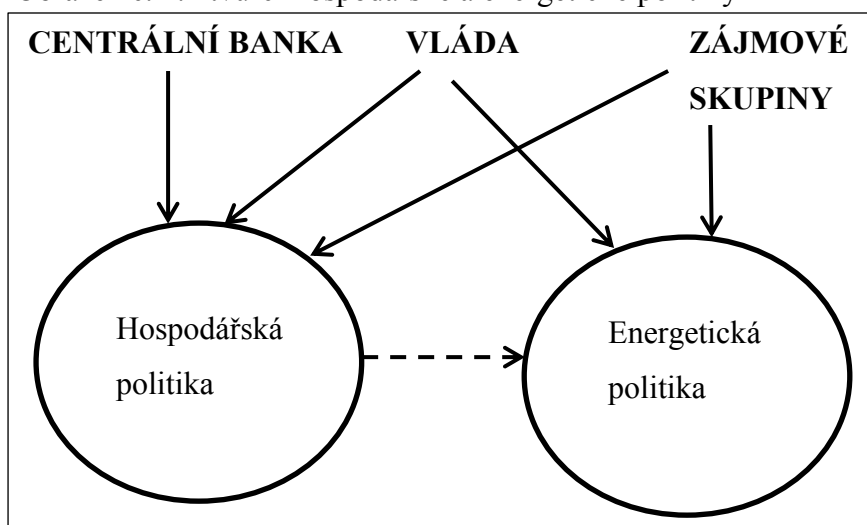 CENTRÁLNÍ BANKA VLÁDA ZÁJMOVÉ
SKUPINY
Hospodářská
politika
Energetická
politika